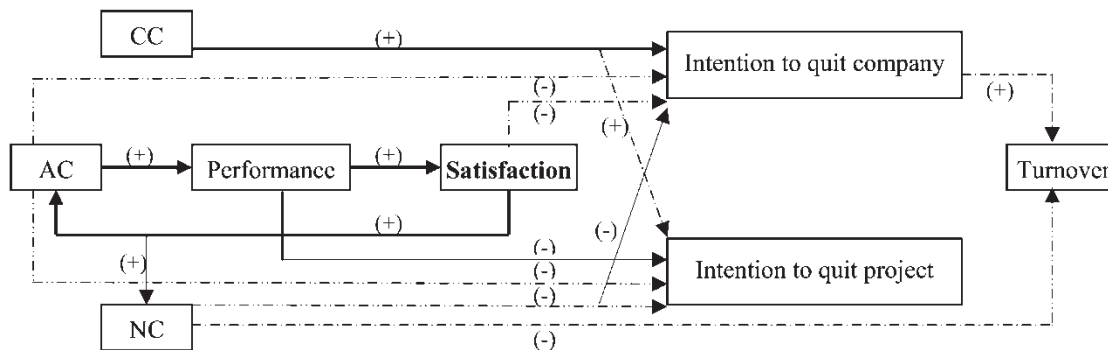 CC
(+)
Intention to quit company
(-)
(-)
(+)
(+)
AC
(+)
Performance
(+)
Satisfaction
Turnover
(+)
(-)
(-)
(+)
(-)
Intention to quit project
(-)
NC
(-)